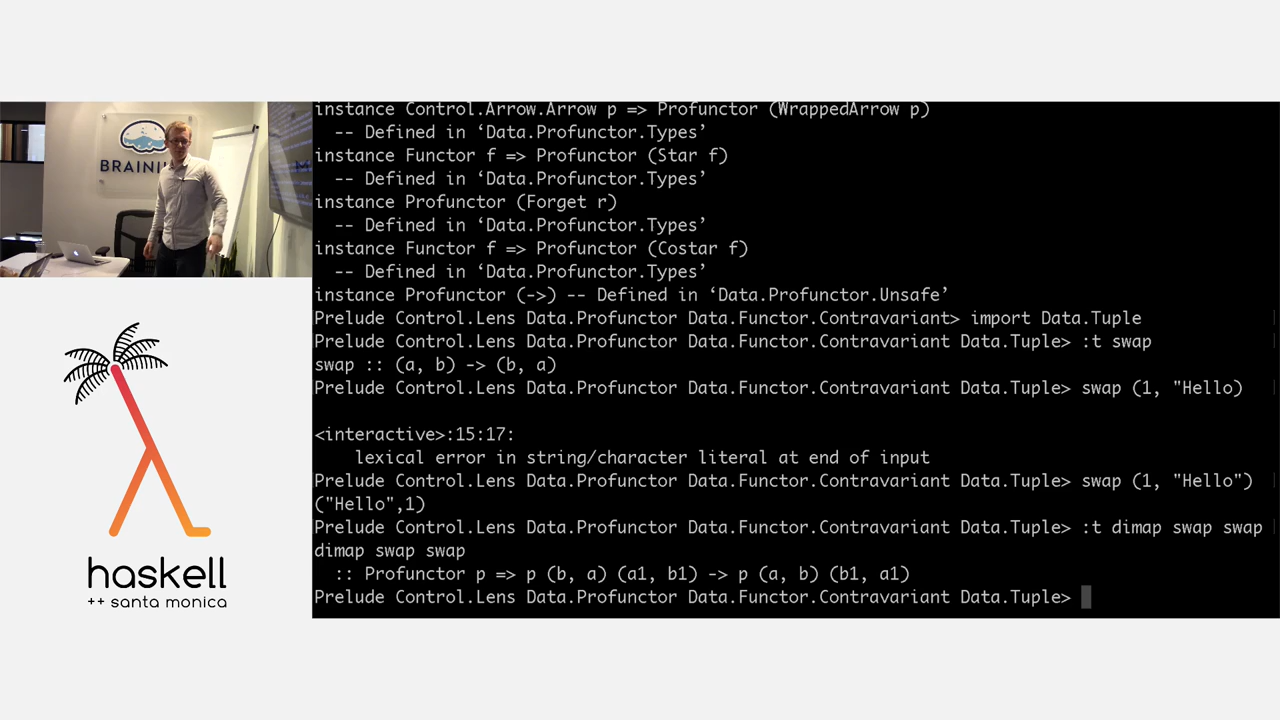 BRAINI
instance Control.Arrow.Arrow p => Profunctor (WrappedArrow p)
-- Defined in ‘Data.Profunctor.Types’
instance Functor f => Profunctor (Star f)
-- Defined in ‘Data.Profunctor.Types’
instance Profunctor (Forget r)
-- Defined in ‘Data.Profunctor.Types’
instance Functor f => Profunctor (Costar f)
-- Defined in ‘Data.Profunctor.Types’
instance Profunctor (->) -- Defined in ‘Data.Profunctor.Unsafe’
Prelude Control.Lens Data.Profunctor Data.Functor.Contravariant> import Data.Tuple
Prelude Control.Lens Data.Profunctor Data.Functor.Contravariant Data.Tuple> :t swap
swap :: (a, b) -> (b, a)
Prelude Control.Lens Data.Profunctor Data.Functor.Contravariant Data.Tuple> swap (1, "Hello)
<interactive>:15:17:
lexical error in string/character literal at end of input
Prelude Control.Lens Data.Profunctor Data.Functor.Contravariant Data.Tuple> swap (1, "Hello")
("Hello",1)
Prelude Control.Lens Data.Profunctor Data.Functor.Contravariant Data.Tuple> :t dimap swap swap
dimap swap swap
:: Profunctor p => p (b, a) (a1, b1) -> p (a, b) (b1, a1)
Prelude Control.Lens Data.Profunctor Data.Functor.Contravariant Data.Tuple>
haskell
++ santa monica